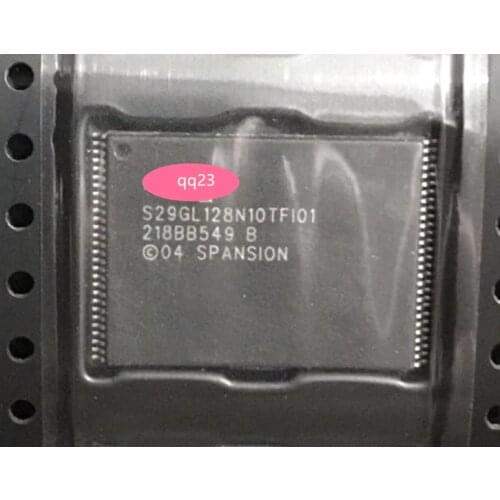 qq23
S29GL128N10TFI01
218BB549 B
©04 SPANSION